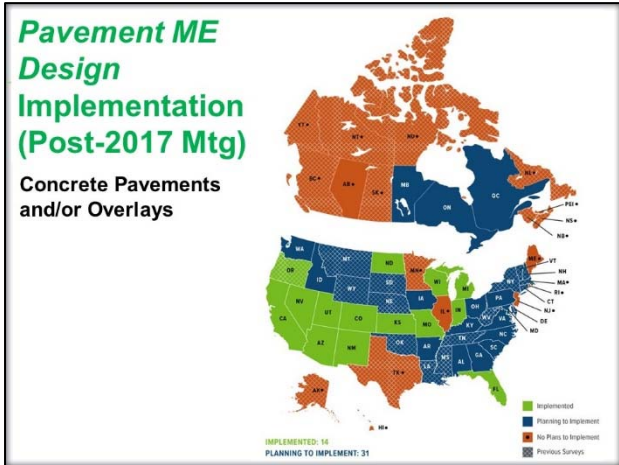 Pavement ME
Design
Implementation
(Post-2017 Mtg)
Concrete Pavements
and/or Overlays
YT
NT
NU
BC
AB
SK
MB
ON
QC
NL
PEI
NS
NB
WA
OR
CA
NV
ID
MT
WY
UT
AZ
CO
NM
ND
SD
NE
KS
OK
TX
MN
IA
MO
AR
LA
WI
IL
MI
IN
OH
KY
TN
MS
AL
GA
FL
SC
NC
VA
WV
PA
NY
ME
VT
NH
MA
RI
CT
NJ
DE
MD
AK
HI
Implemented
Planning to Implement
No Plans to Implement
Previous Surveys
IMPLEMENTED: 14
PLANNING TO IMPLEMENT: 31